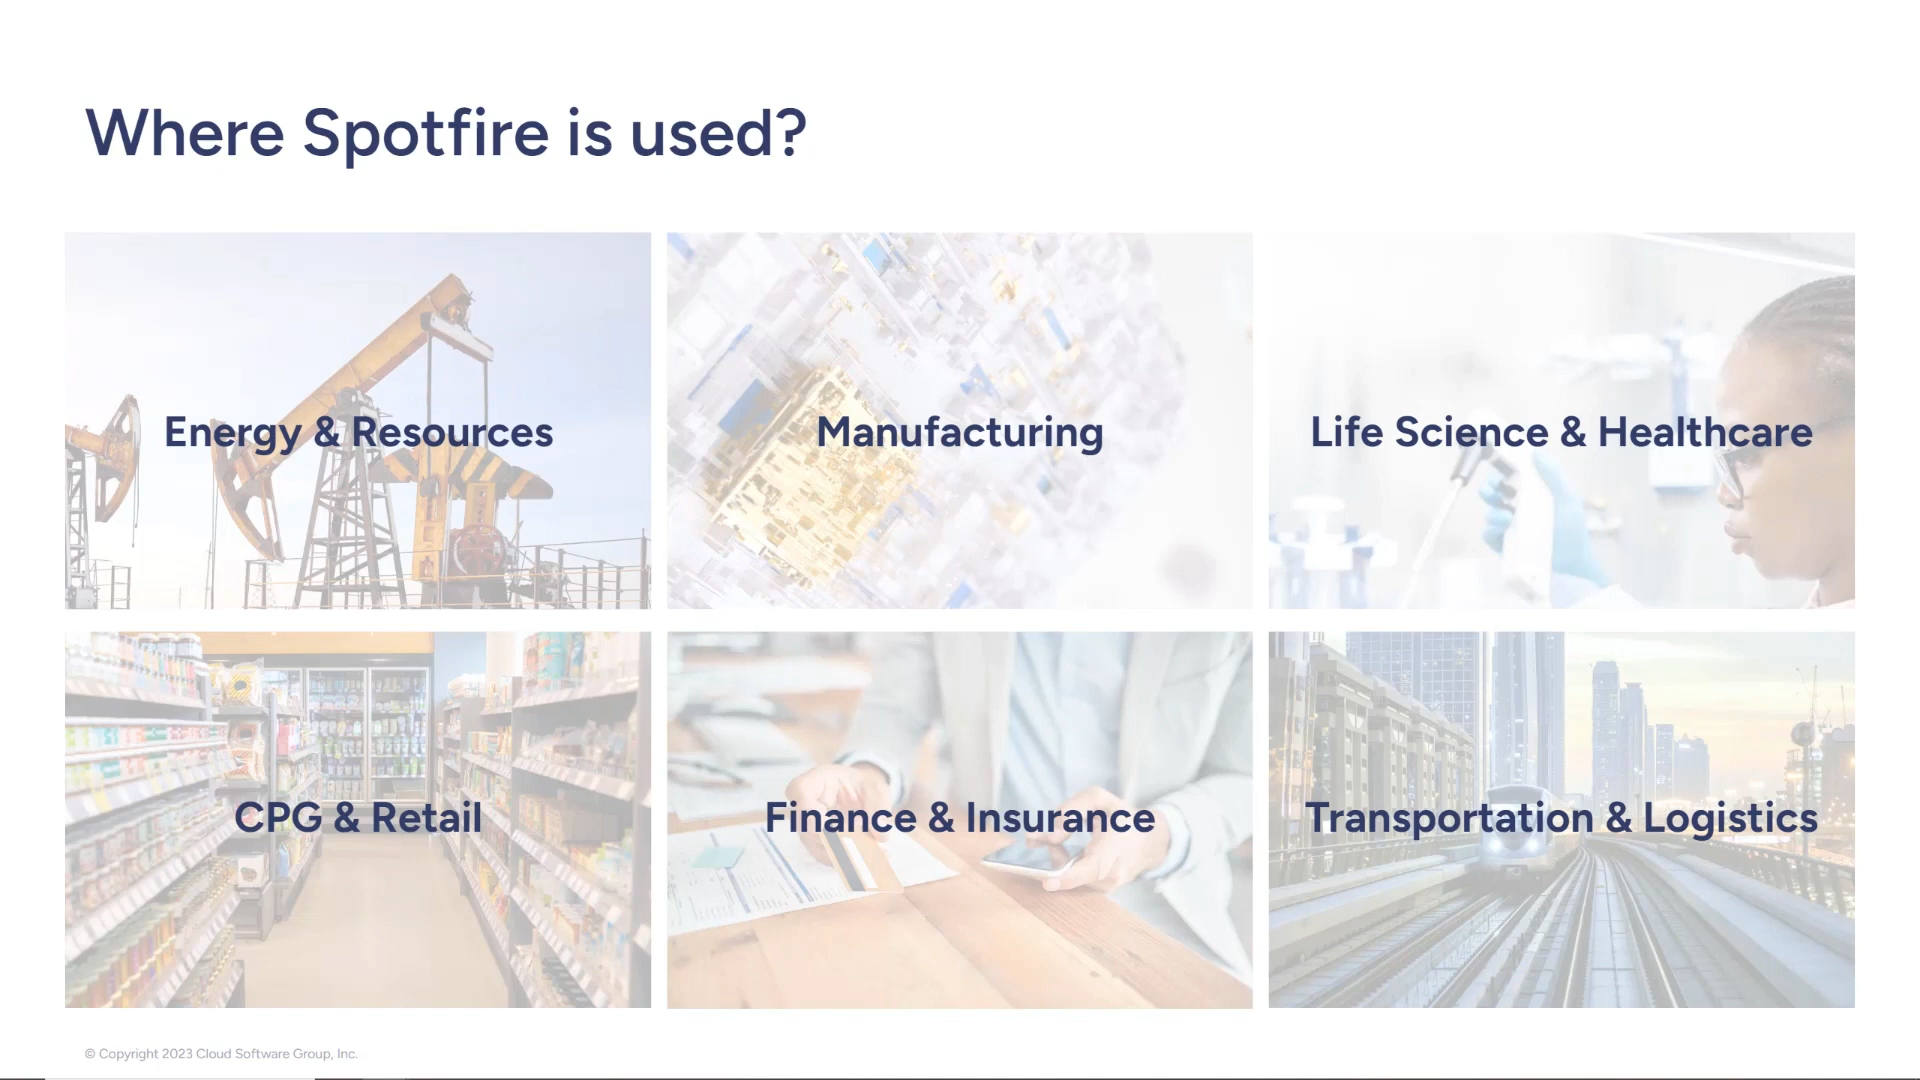 Where Spotfire is used?
Energy & Resources
Manufacturing
Life Science & Healthcare
CPG & Retail
Finance & Insurance
Transportation & Logistics
© Copyright 2023 Cloud Software Group, Inc.